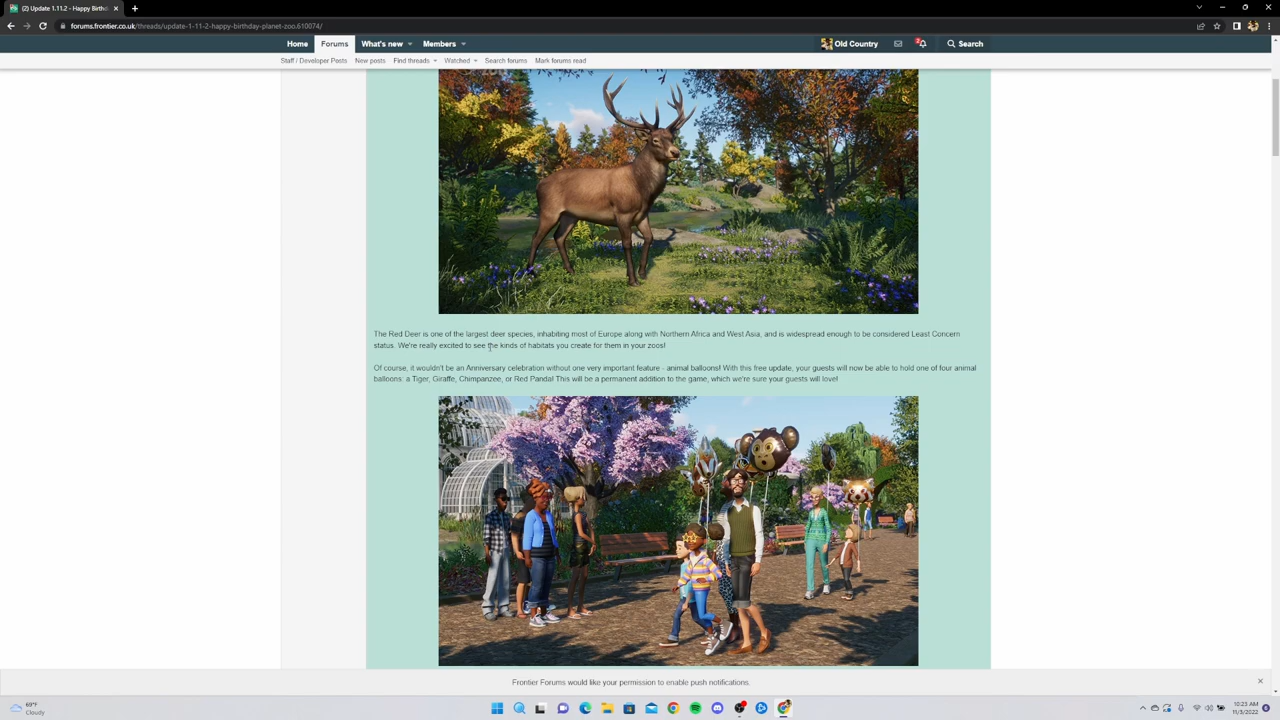 Update 1.11.2 - Happy Birthday
forums.frontier.co.uk/threads/update-1-11-2-happy-birthday-planet-zoo.610074/
Home Forums What's new Members Old Country 2 Search
Staff / Developer Posts New posts Find threads Watched Search forums Mark forums read
The Red Deer is one of the largest deer species, inhabiting most of Europe along with Northern Africa and West Asia, and is widespread enough to be considered Least Concern
status. We're really excited to see the kinds of habitats you create for them in your zoos!
Of course, it wouldn't be an Anniversary celebration without one very important feature - animal balloons! With this free update, your guests will now be able to hold one of four animal
balloons: a Tiger, Giraffe, Chimpanzee, or Red Panda! This will be a permanent addition to the game, which we're sure your guests will love!
Frontier Forums would like your permission to enable push notifications.
69°F
Cloudy
10:23 AM
11/3/2022